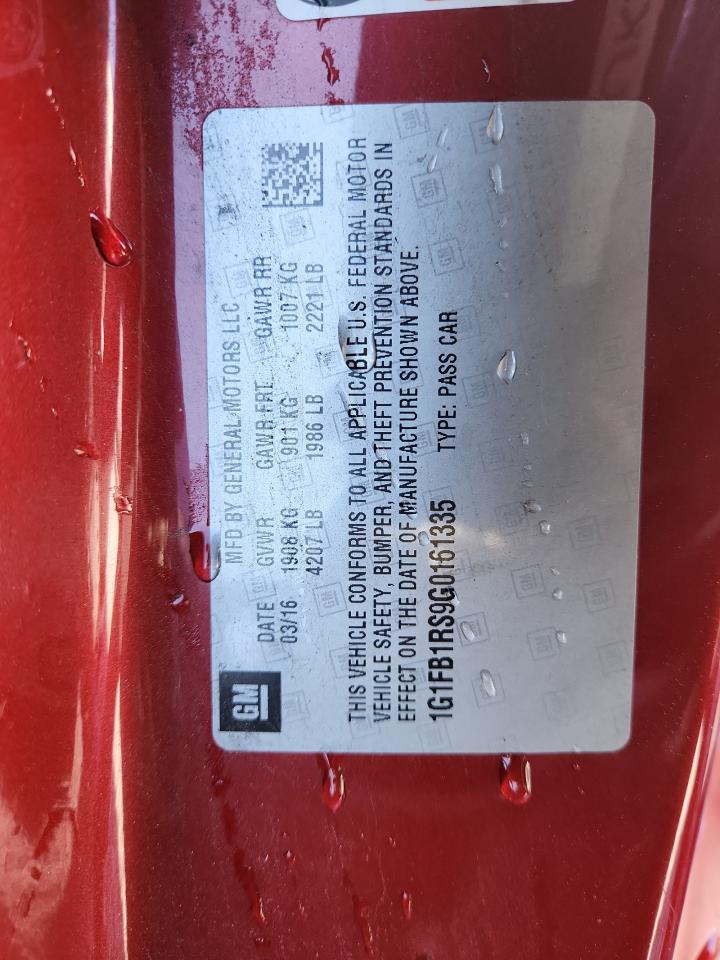 GM
MFD BY GENERAL MOTORS LLC
DATE GVWR GAWR FRT GAWR RR
03/16 1908 KG 901 KG 1007 KG
4207 LB 1986 LB 2221 LB
THIS VEHICLE CONFORMS TO ALL APPLICABLE U.S. FEDERAL MOTOR
VEHICLE SAFETY, BUMPER, AND THEFT PREVENTION STANDARDS IN
EFFECT ON THE DATE OF MANUFACTURE SHOWN ABOVE.
1G1FB1RS9G0161335 TYPE: PASS CAR